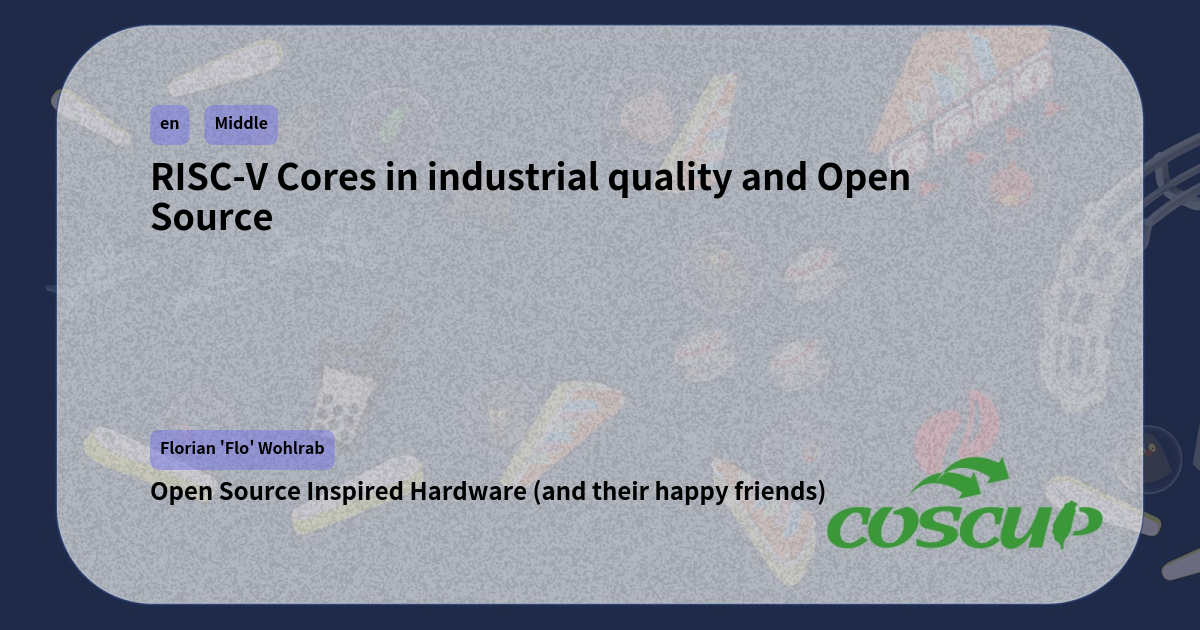 en Middle
RISC-V Cores in industrial quality and Open
Source
Florian 'Flo' Wohlrab
Open Source Inspired Hardware (and their happy friends)
COSCUP